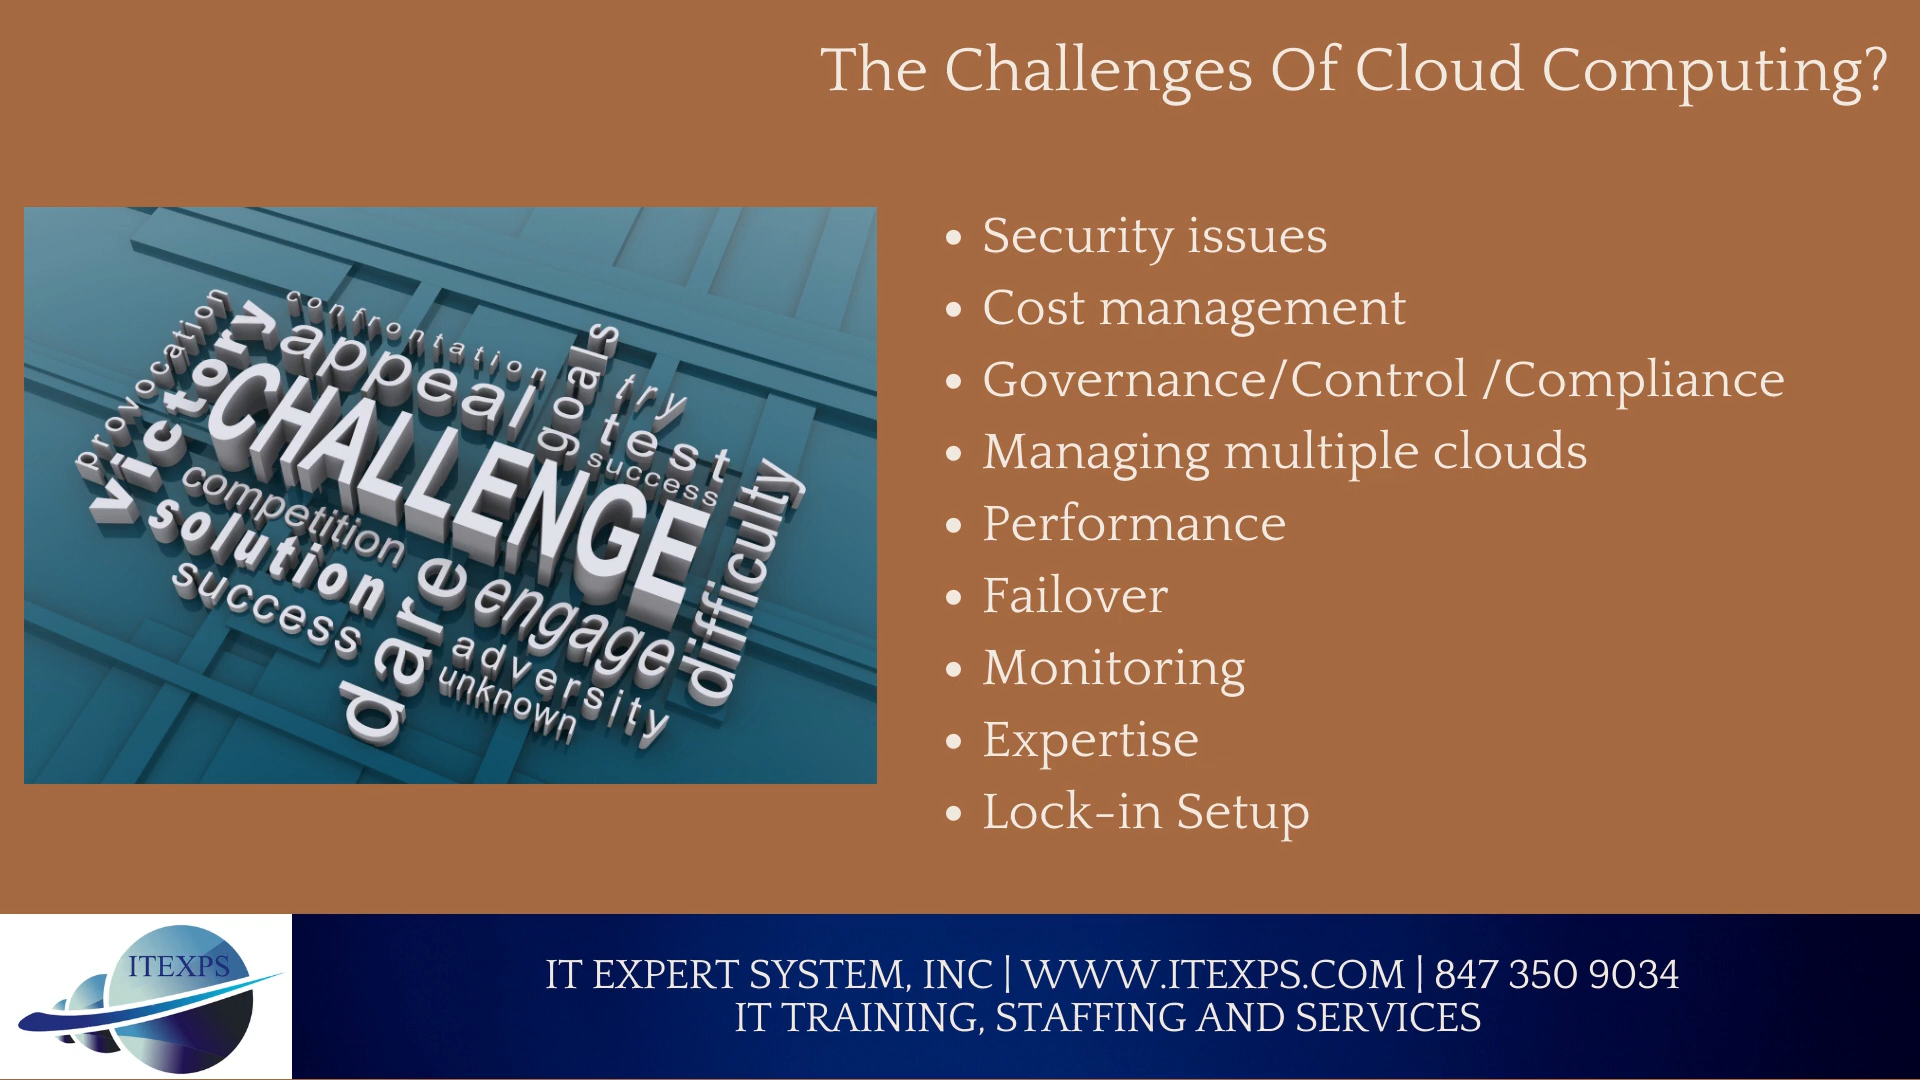 The Challenges Of Cloud Computing?
provocation
victory
confrontation
appeal
goals
try
test
success
CHALLENGE
competition
solution
success
dare
engage
adversity
unknown
difficulty
• Security issues
• Cost management
• Governance/Control /Compliance
• Managing multiple clouds
• Performance
• Failover
• Monitoring
• Expertise
• Lock-in Setup
ITEXPS
IT EXPERT SYSTEM, INC | WWW.ITEXPS.COM | 847 350 9034
IT TRAINING, STAFFING AND SERVICES